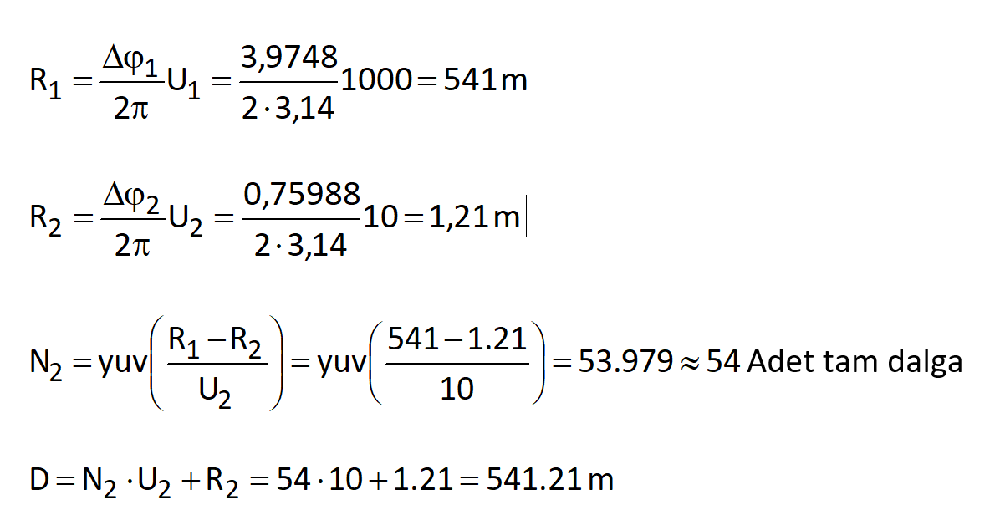 R₁ = Δφ₁/2π U₁ = 3,9748/2·3,14 1000 = 541 m
R₂ = Δφ₂/2π U₂ = 0,75988/2·3,14 10 = 1,21 m
N₂ = yuv(R₁ − R₂/U₂) = yuv(541 − 1.21/10) = 53.979 ≈ 54 Adet tam dalga
D = N₂ · U₂ + R₂ = 54 · 10 + 1.21 = 541.21 m